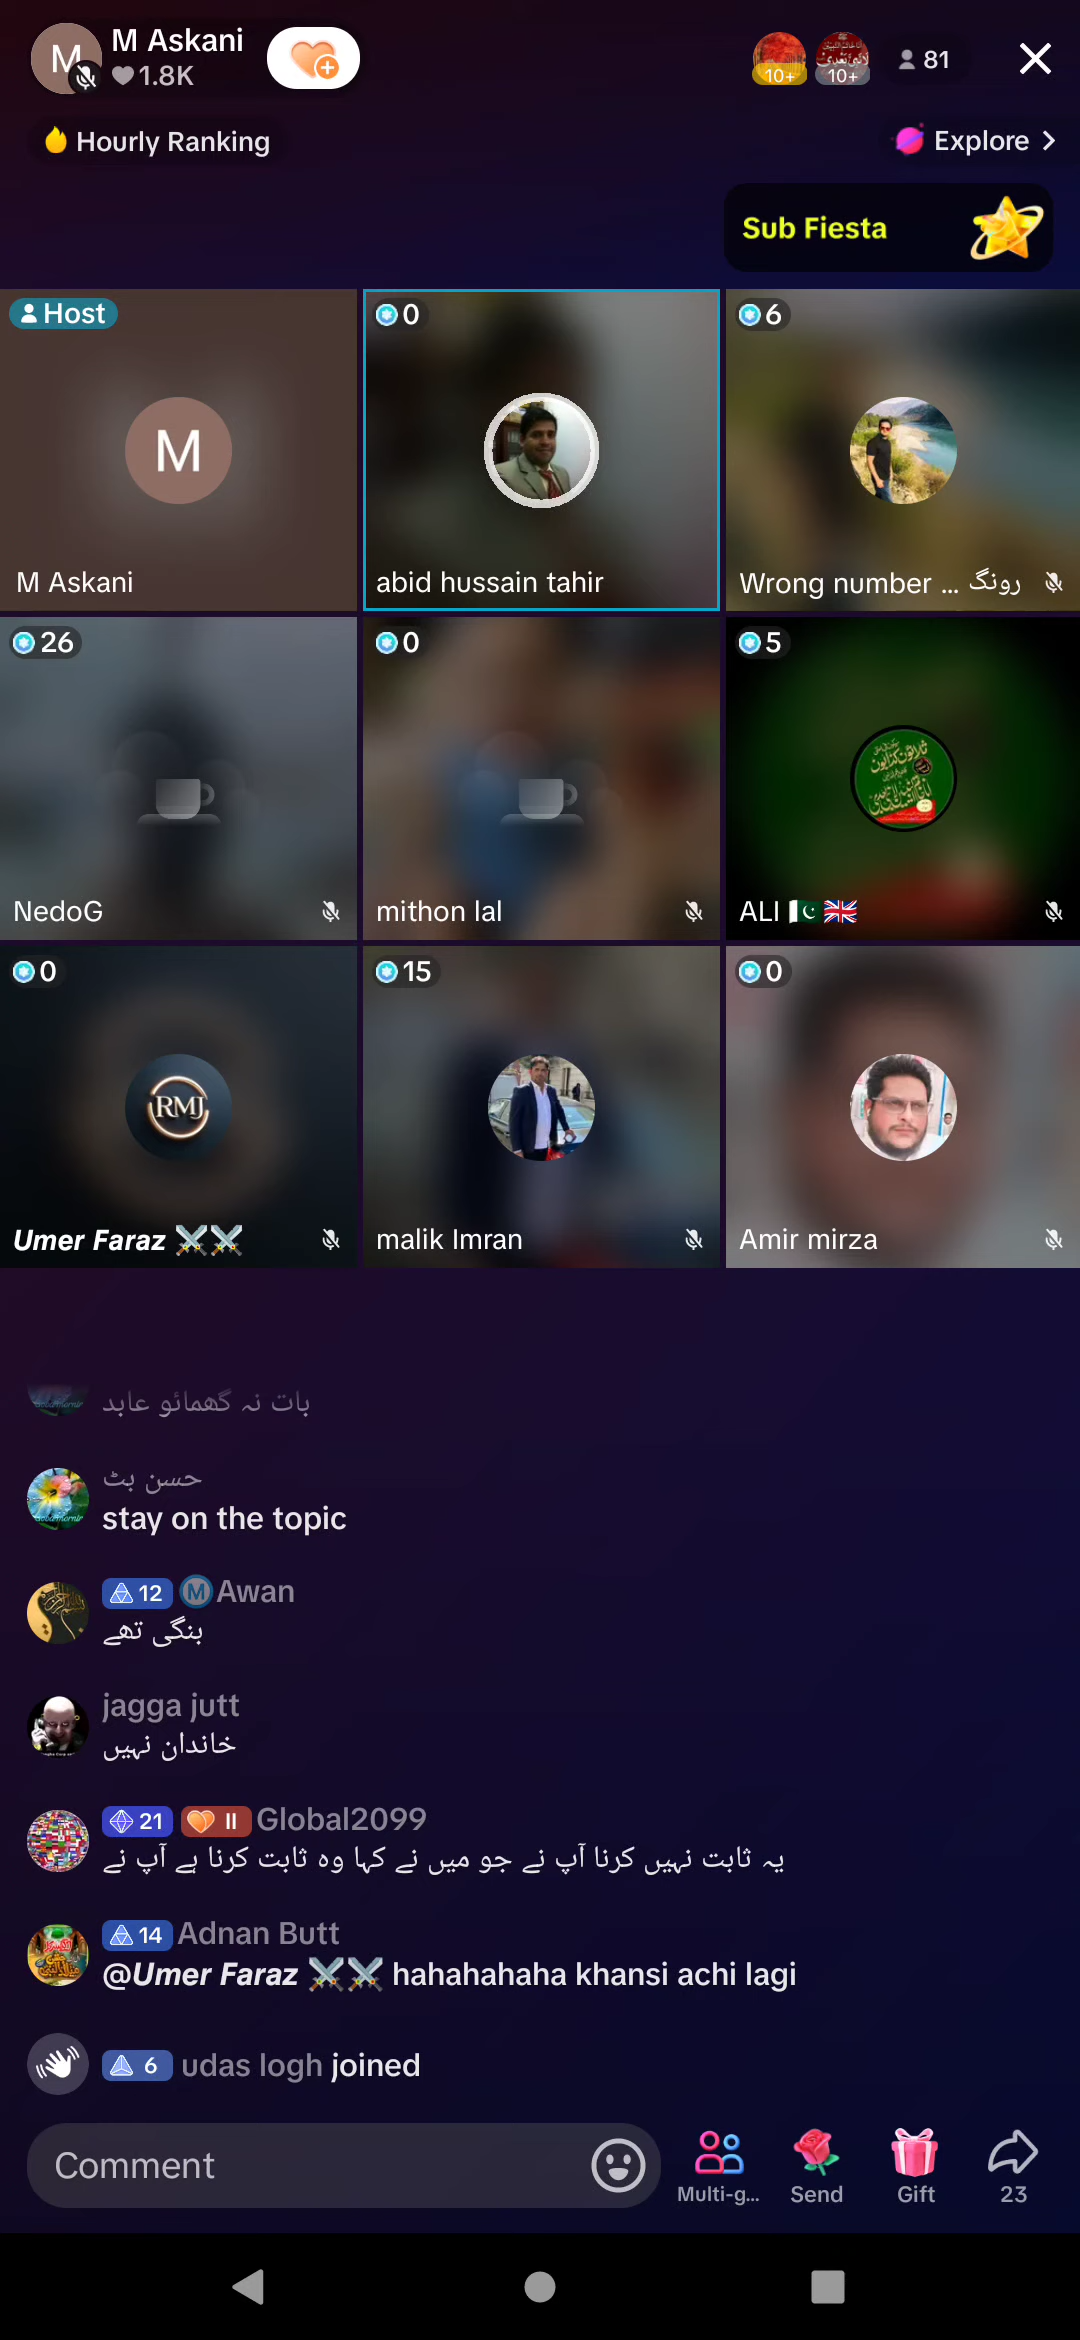 M Askani
1.8K
10+
10+
81
Hourly Ranking
Explore
Sub Fiesta
Host
M
M Askani
0
abid hussain tahir
6
Wrong number ... رونگ
26
NedoG
0
mithon lal
5
ALI 🇵🇰🇬🇧
0
RMJ
Umer Faraz ⚔️⚔️
15
malik Imran
0
Amir mirza
بات نہ گھمائو عابد
حسن بٹ
stay on the topic
12 M Awan
بنگی تھے
jagga jutt
خاندان نہیں
21 II Global2099
یہ ثابت نہیں کرنا آپ نے جو میں نے کہا وہ ثابت کرنا ہے آپ نے
14 Adnan Butt
@Umer Faraz ⚔️⚔️ hahahahaha khansi achi lagi
6 udas logh joined
Comment
Multi-g...
Send
Gift
23